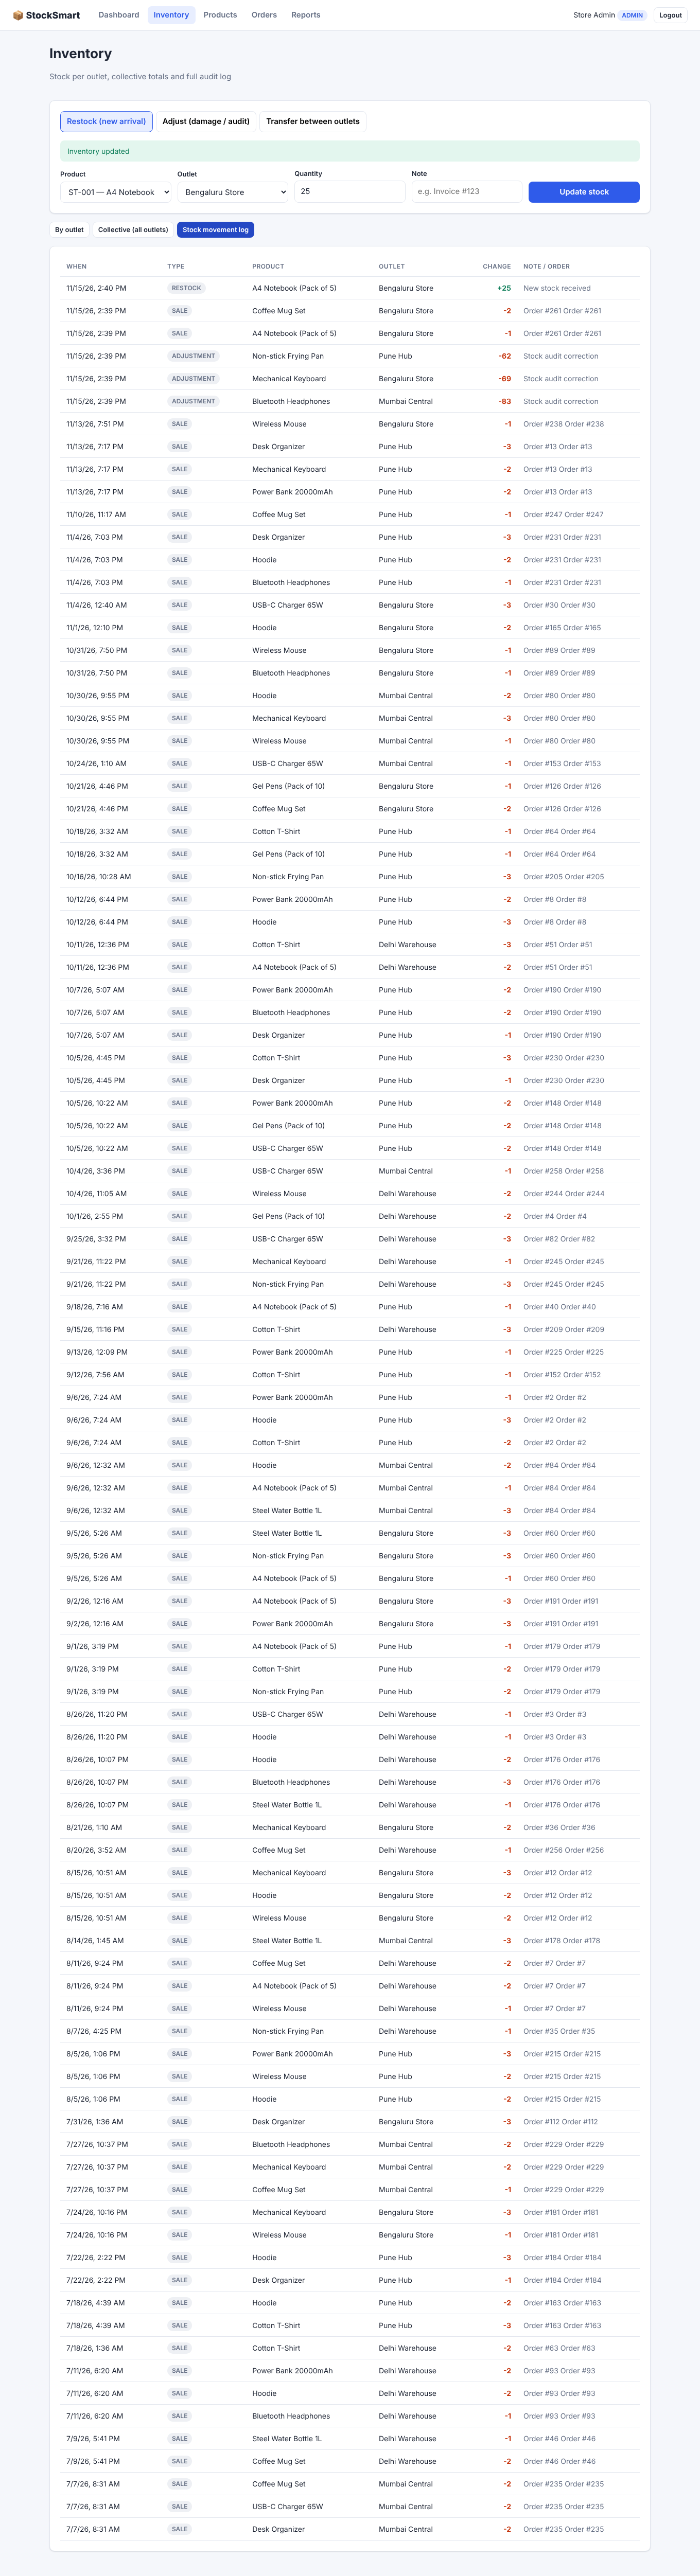 📦 StockSmart Dashboard Inventory Products Orders Reports Store Admin ADMIN Logout
Inventory
Stock per outlet, collective totals and full audit log
Restock (new arrival) Adjust (damage / audit) Transfer between outlets
Inventory updated
Product Outlet Quantity Note
ST-001 — A4 Notebook Bengaluru Store 25 e.g. Invoice #123 Update stock
By outlet Collective (all outlets) Stock movement log
WHEN TYPE PRODUCT OUTLET CHANGE NOTE / ORDER
11/15/26, 2:40 PM RESTOCK A4 Notebook (Pack of 5) Bengaluru Store +25 New stock received
11/15/26, 2:39 PM SALE Coffee Mug Set Bengaluru Store -2 Order #261 Order #261
11/15/26, 2:39 PM SALE A4 Notebook (Pack of 5) Bengaluru Store -1 Order #261 Order #261
11/15/26, 2:39 PM ADJUSTMENT Non-stick Frying Pan Pune Hub -62 Stock audit correction
11/15/26, 2:39 PM ADJUSTMENT Mechanical Keyboard Bengaluru Store -69 Stock audit correction
11/15/26, 2:39 PM ADJUSTMENT Bluetooth Headphones Mumbai Central -83 Stock audit correction
11/13/26, 7:51 PM SALE Wireless Mouse Bengaluru Store -1 Order #238 Order #238
11/13/26, 7:17 PM SALE Desk Organizer Pune Hub -3 Order #13 Order #13
11/13/26, 7:17 PM SALE Mechanical Keyboard Pune Hub -2 Order #13 Order #13
11/13/26, 7:17 PM SALE Power Bank 20000mAh Pune Hub -2 Order #13 Order #13
11/10/26, 11:17 AM SALE Coffee Mug Set Pune Hub -1 Order #247 Order #247
11/4/26, 7:03 PM SALE Desk Organizer Pune Hub -3 Order #231 Order #231
11/4/26, 7:03 PM SALE Hoodie Pune Hub -2 Order #231 Order #231
11/4/26, 7:03 PM SALE Bluetooth Headphones Pune Hub -1 Order #231 Order #231
11/4/26, 12:40 AM SALE USB-C Charger 65W Bengaluru Store -3 Order #30 Order #30
11/1/26, 12:10 PM SALE Hoodie Bengaluru Store -2 Order #165 Order #165
10/31/26, 7:50 PM SALE Wireless Mouse Bengaluru Store -1 Order #89 Order #89
10/31/26, 7:50 PM SALE Bluetooth Headphones Bengaluru Store -1 Order #89 Order #89
10/30/26, 9:55 PM SALE Hoodie Mumbai Central -2 Order #80 Order #80
10/30/26, 9:55 PM SALE Mechanical Keyboard Mumbai Central -3 Order #80 Order #80
10/30/26, 9:55 PM SALE Wireless Mouse Mumbai Central -1 Order #80 Order #80
10/24/26, 1:10 AM SALE USB-C Charger 65W Mumbai Central -1 Order #153 Order #153
10/21/26, 4:46 PM SALE Gel Pens (Pack of 10) Bengaluru Store -1 Order #126 Order #126
10/21/26, 4:46 PM SALE Coffee Mug Set Bengaluru Store -2 Order #126 Order #126
10/18/26, 3:32 AM SALE Cotton T-Shirt Pune Hub -1 Order #64 Order #64
10/18/26, 3:32 AM SALE Gel Pens (Pack of 10) Pune Hub -1 Order #64 Order #64
10/16/26, 10:28 AM SALE Non-stick Frying Pan Pune Hub -3 Order #205 Order #205
10/12/26, 6:44 PM SALE Power Bank 20000mAh Pune Hub -2 Order #8 Order #8
10/12/26, 6:44 PM SALE Hoodie Pune Hub -3 Order #8 Order #8
10/11/26, 12:36 PM SALE Cotton T-Shirt Delhi Warehouse -3 Order #51 Order #51
10/11/26, 12:36 PM SALE A4 Notebook (Pack of 5) Delhi Warehouse -2 Order #51 Order #51
10/7/26, 5:07 AM SALE Power Bank 20000mAh Pune Hub -2 Order #190 Order #190
10/7/26, 5:07 AM SALE Bluetooth Headphones Pune Hub -2 Order #190 Order #190
10/7/26, 5:07 AM SALE Desk Organizer Pune Hub -1 Order #190 Order #190
10/5/26, 4:45 PM SALE Cotton T-Shirt Pune Hub -3 Order #230 Order #230
10/5/26, 4:45 PM SALE Desk Organizer Pune Hub -1 Order #230 Order #230
10/5/26, 10:22 AM SALE Power Bank 20000mAh Pune Hub -2 Order #148 Order #148
10/5/26, 10:22 AM SALE Gel Pens (Pack of 10) Pune Hub -2 Order #148 Order #148
10/5/26, 10:22 AM SALE USB-C Charger 65W Pune Hub -2 Order #148 Order #148
10/4/26, 3:36 PM SALE USB-C Charger 65W Mumbai Central -1 Order #258 Order #258
10/4/26, 11:05 AM SALE Wireless Mouse Delhi Warehouse -2 Order #244 Order #244
10/1/26, 2:55 PM SALE Gel Pens (Pack of 10) Delhi Warehouse -2 Order #4 Order #4
9/25/26, 3:32 PM SALE USB-C Charger 65W Delhi Warehouse -3 Order #82 Order #82
9/21/26, 11:22 PM SALE Mechanical Keyboard Delhi Warehouse -1 Order #245 Order #245
9/21/26, 11:22 PM SALE Non-stick Frying Pan Delhi Warehouse -3 Order #245 Order #245
9/18/26, 7:16 AM SALE A4 Notebook (Pack of 5) Pune Hub -1 Order #40 Order #40
9/15/26, 11:16 PM SALE Cotton T-Shirt Delhi Warehouse -3 Order #209 Order #209
9/13/26, 12:09 PM SALE Power Bank 20000mAh Pune Hub -1 Order #225 Order #225
9/12/26, 7:56 AM SALE Cotton T-Shirt Pune Hub -1 Order #152 Order #152
9/6/26, 7:24 AM SALE Power Bank 20000mAh Pune Hub -1 Order #2 Order #2
9/6/26, 7:24 AM SALE Hoodie Pune Hub -3 Order #2 Order #2
9/6/26, 7:24 AM SALE Cotton T-Shirt Pune Hub -2 Order #2 Order #2
9/6/26, 12:32 AM SALE Hoodie Mumbai Central -2 Order #84 Order #84
9/6/26, 12:32 AM SALE A4 Notebook (Pack of 5) Mumbai Central -1 Order #84 Order #84
9/6/26, 12:32 AM SALE Steel Water Bottle 1L Mumbai Central -3 Order #84 Order #84
9/5/26, 5:26 AM SALE Steel Water Bottle 1L Bengaluru Store -3 Order #60 Order #60
9/5/26, 5:26 AM SALE Non-stick Frying Pan Bengaluru Store -3 Order #60 Order #60
9/5/26, 5:26 AM SALE A4 Notebook (Pack of 5) Bengaluru Store -1 Order #60 Order #60
9/2/26, 12:16 AM SALE A4 Notebook (Pack of 5) Bengaluru Store -3 Order #191 Order #191
9/2/26, 12:16 AM SALE Power Bank 20000mAh Bengaluru Store -3 Order #191 Order #191
9/1/26, 3:19 PM SALE A4 Notebook (Pack of 5) Pune Hub -1 Order #179 Order #179
9/1/26, 3:19 PM SALE Cotton T-Shirt Pune Hub -2 Order #179 Order #179
9/1/26, 3:19 PM SALE Non-stick Frying Pan Pune Hub -2 Order #179 Order #179
8/26/26, 11:20 PM SALE USB-C Charger 65W Delhi Warehouse -1 Order #3 Order #3
8/26/26, 11:20 PM SALE Hoodie Delhi Warehouse -1 Order #3 Order #3
8/26/26, 10:07 PM SALE Hoodie Delhi Warehouse -2 Order #176 Order #176
8/26/26, 10:07 PM SALE Bluetooth Headphones Delhi Warehouse -3 Order #176 Order #176
8/26/26, 10:07 PM SALE Steel Water Bottle 1L Delhi Warehouse -1 Order #176 Order #176
8/21/26, 1:10 AM SALE Mechanical Keyboard Bengaluru Store -2 Order #36 Order #36
8/20/26, 3:52 AM SALE Coffee Mug Set Delhi Warehouse -1 Order #256 Order #256
8/15/26, 10:51 AM SALE Mechanical Keyboard Bengaluru Store -3 Order #12 Order #12
8/15/26, 10:51 AM SALE Hoodie Bengaluru Store -2 Order #12 Order #12
8/15/26, 10:51 AM SALE Wireless Mouse Bengaluru Store -2 Order #12 Order #12
8/14/26, 1:45 AM SALE Steel Water Bottle 1L Mumbai Central -3 Order #178 Order #178
8/11/26, 9:24 PM SALE Coffee Mug Set Delhi Warehouse -2 Order #7 Order #7
8/11/26, 9:24 PM SALE A4 Notebook (Pack of 5) Delhi Warehouse -2 Order #7 Order #7
8/11/26, 9:24 PM SALE Wireless Mouse Delhi Warehouse -1 Order #7 Order #7
8/7/26, 4:25 PM SALE Non-stick Frying Pan Delhi Warehouse -1 Order #35 Order #35
8/5/26, 1:06 PM SALE Power Bank 20000mAh Pune Hub -3 Order #215 Order #215
8/5/26, 1:06 PM SALE Wireless Mouse Pune Hub -2 Order #215 Order #215
8/5/26, 1:06 PM SALE Hoodie Pune Hub -2 Order #215 Order #215
7/31/26, 1:36 AM SALE Desk Organizer Bengaluru Store -3 Order #112 Order #112
7/27/26, 10:37 PM SALE Bluetooth Headphones Mumbai Central -2 Order #229 Order #229
7/27/26, 10:37 PM SALE Mechanical Keyboard Mumbai Central -2 Order #229 Order #229
7/27/26, 10:37 PM SALE Coffee Mug Set Mumbai Central -1 Order #229 Order #229
7/24/26, 10:16 PM SALE Mechanical Keyboard Bengaluru Store -3 Order #181 Order #181
7/24/26, 10:16 PM SALE Wireless Mouse Bengaluru Store -1 Order #181 Order #181
7/22/26, 2:22 PM SALE Hoodie Pune Hub -3 Order #184 Order #184
7/22/26, 2:22 PM SALE Desk Organizer Pune Hub -1 Order #184 Order #184
7/18/26, 4:39 AM SALE Hoodie Pune Hub -2 Order #163 Order #163
7/18/26, 4:39 AM SALE Cotton T-Shirt Pune Hub -3 Order #163 Order #163
7/18/26, 1:36 AM SALE Cotton T-Shirt Delhi Warehouse -2 Order #63 Order #63
7/11/26, 6:20 AM SALE Power Bank 20000mAh Delhi Warehouse -2 Order #93 Order #93
7/11/26, 6:20 AM SALE Hoodie Delhi Warehouse -2 Order #93 Order #93
7/11/26, 6:20 AM SALE Bluetooth Headphones Delhi Warehouse -1 Order #93 Order #93
7/9/26, 5:41 PM SALE Steel Water Bottle 1L Delhi Warehouse -1 Order #46 Order #46
7/9/26, 5:41 PM SALE Coffee Mug Set Delhi Warehouse -2 Order #46 Order #46
7/7/26, 8:31 AM SALE Coffee Mug Set Mumbai Central -2 Order #235 Order #235
7/7/26, 8:31 AM SALE USB-C Charger 65W Mumbai Central -2 Order #235 Order #235
7/7/26, 8:31 AM SALE Desk Organizer Mumbai Central -2 Order #235 Order #235